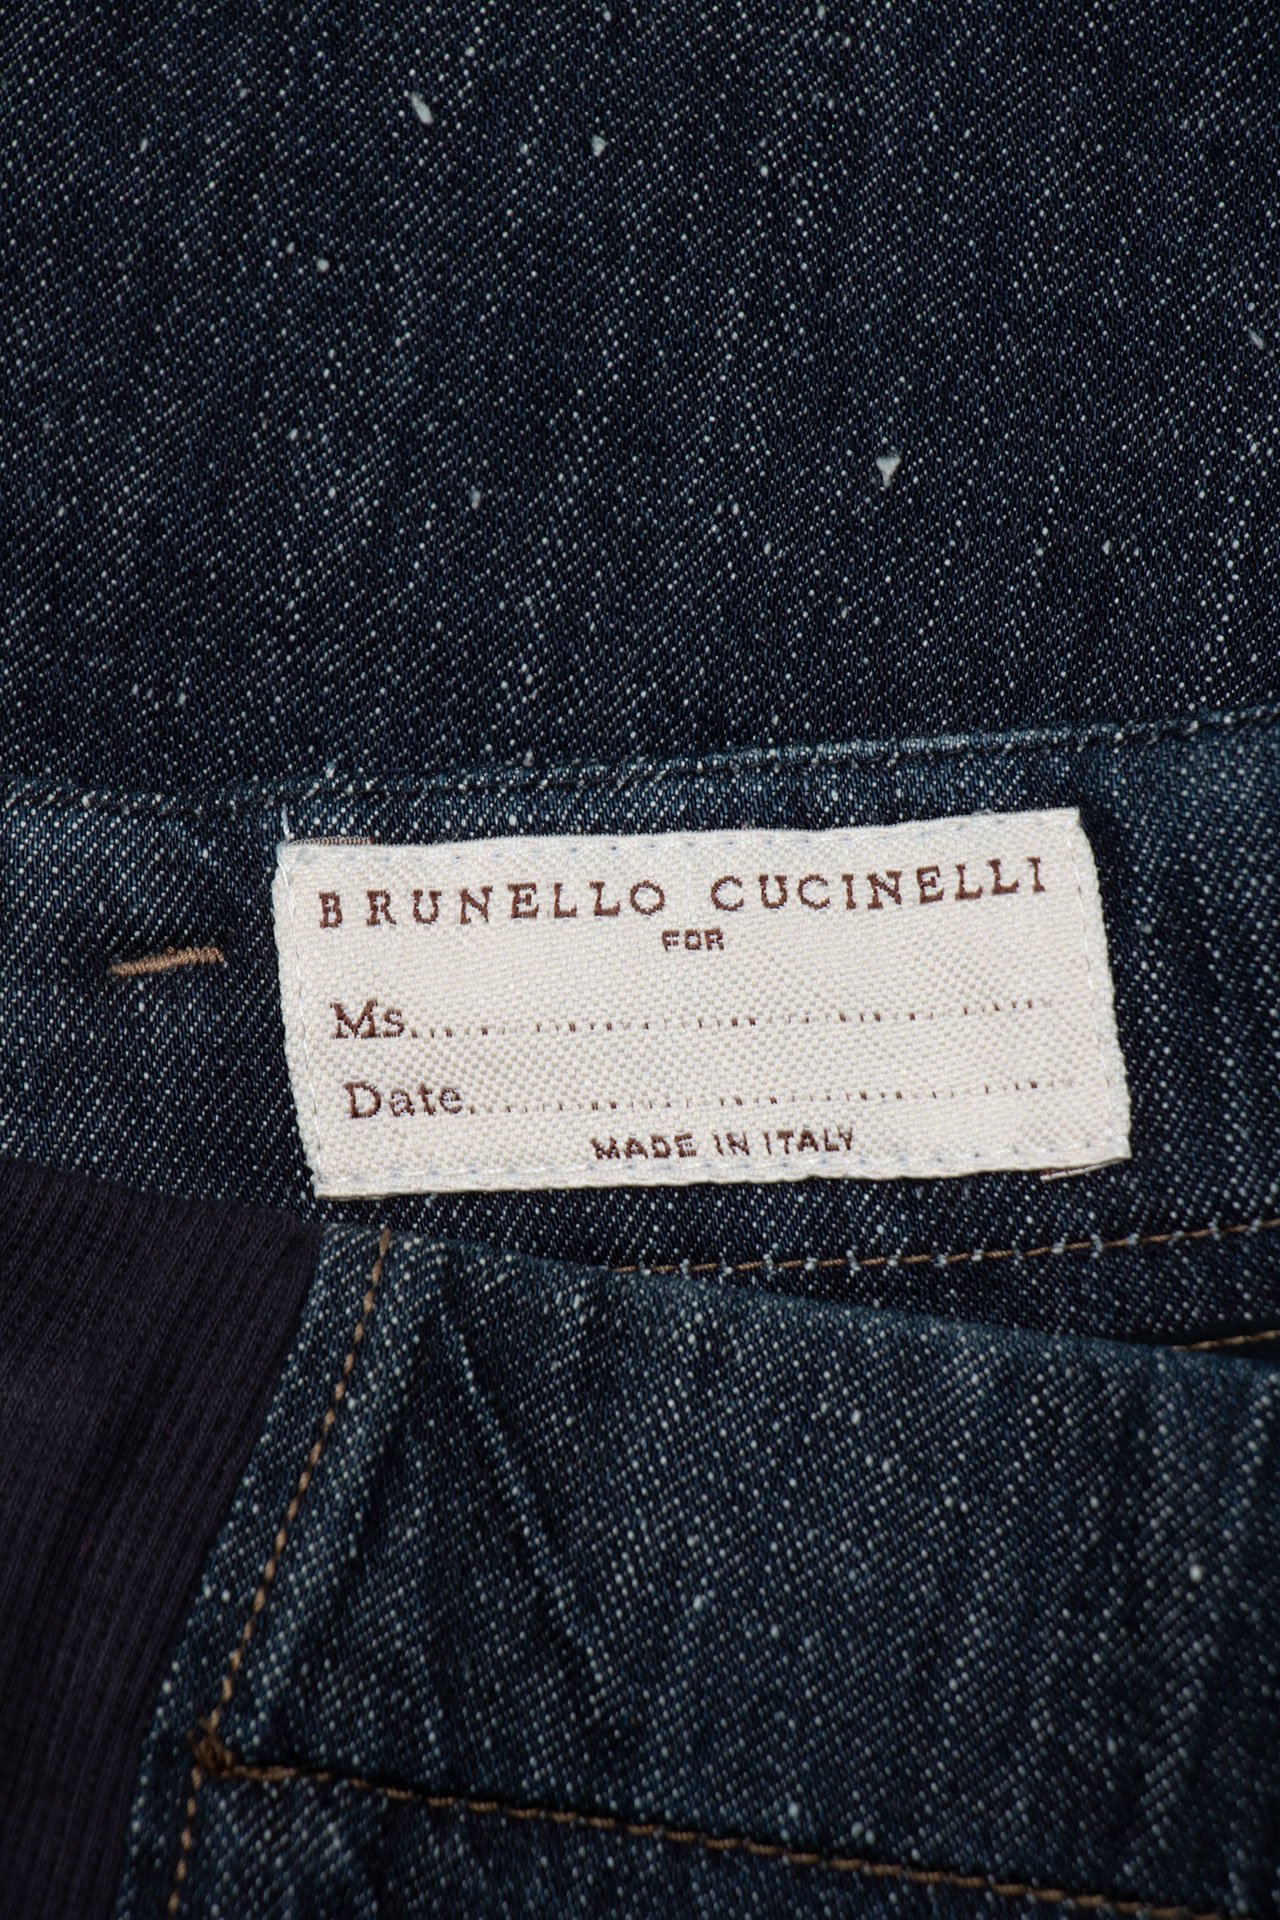 BRUNELLO CUCINELLI
FOR
Ms.................................
Date...............................
MADE IN ITALY